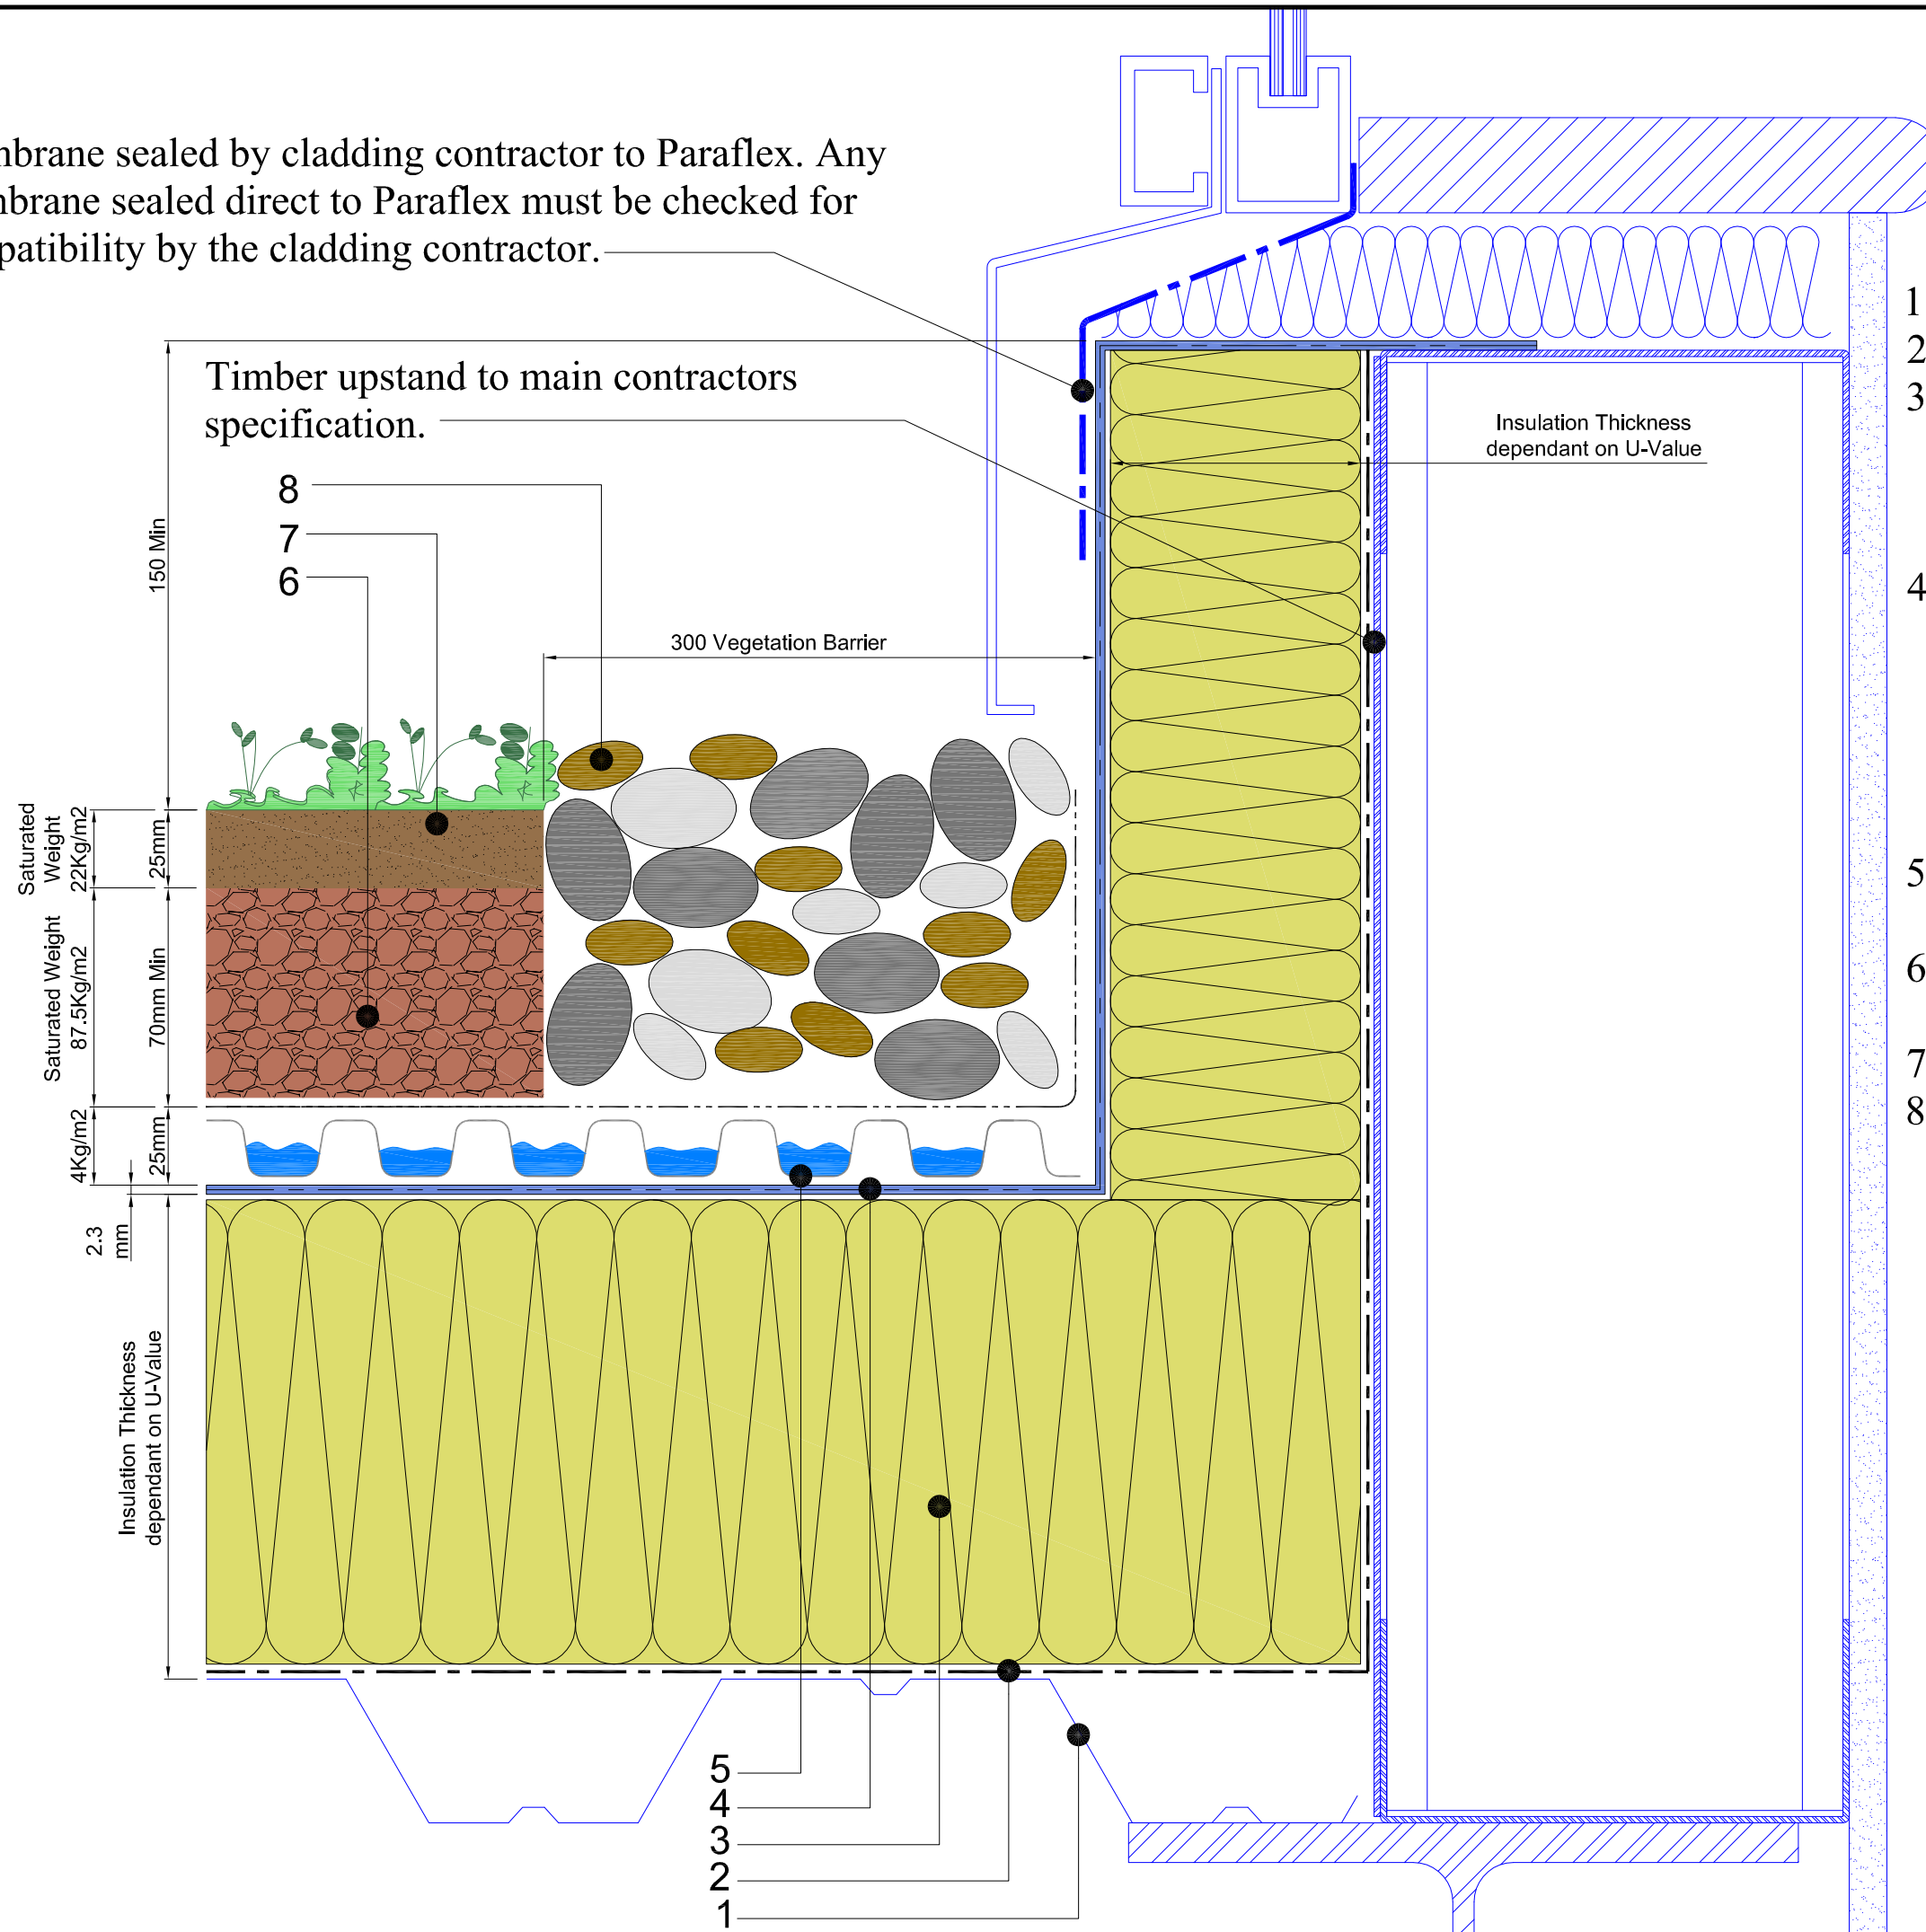 sealed by cladding contractor to Paraflex. Any
sealed direct to Paraflex must be checked for
by the cladding contractor.
Timber upstand to main contractors
specification.
Insulation Thickness
dependant on U-Value
8
7
6
150 Min
300 Vegetation Barrier
Saturated
Weight
22Kg/m2
25mm
Saturated Weight
87.5Kg/m2
70mm Min
4Kg/m2
25mm
2.3
mm
Insulation Thickness
dependant on U-Value
5
4
3
2
1
1
2
3
4
5
6
7
8